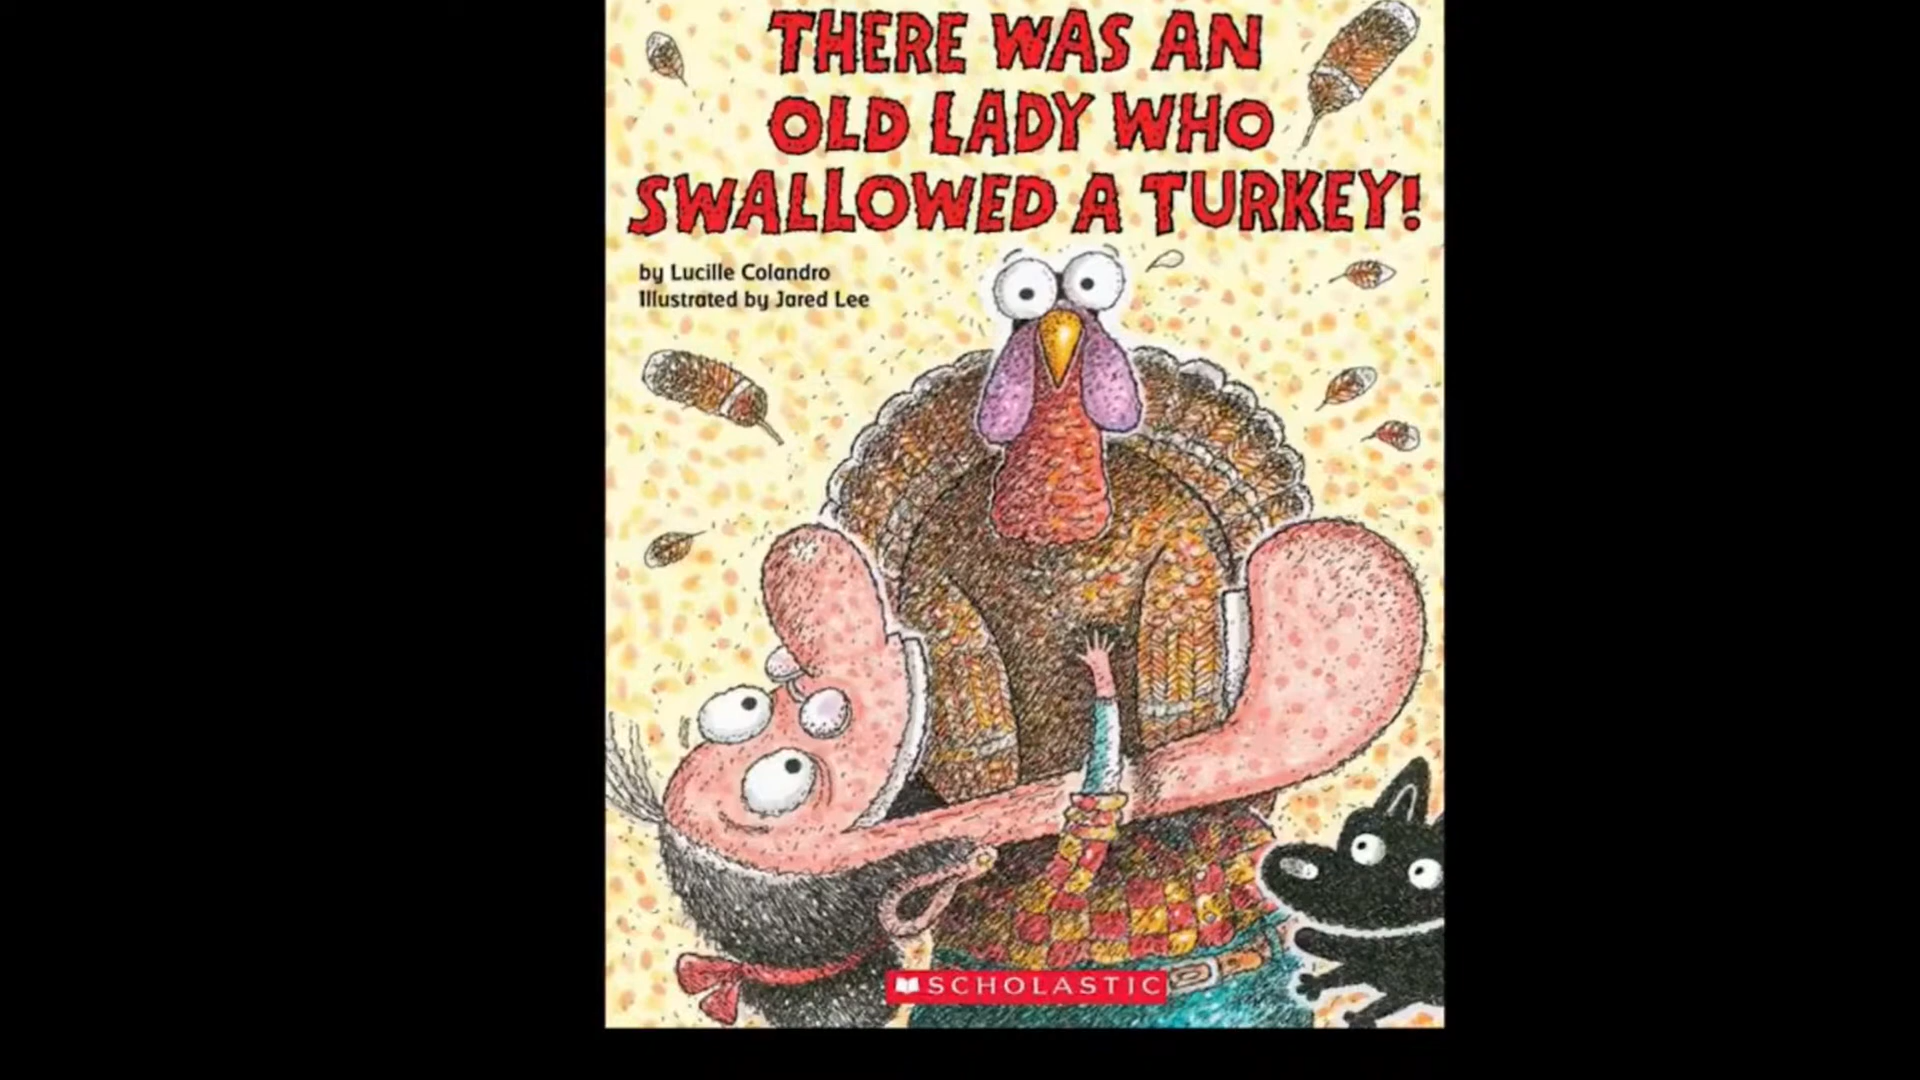 THERE WAS AN
OLD LADY WHO
SWALLOWED A TURKEY!
by Lucille Colandro
Illustrated by Jared Lee
SCHOLASTIC